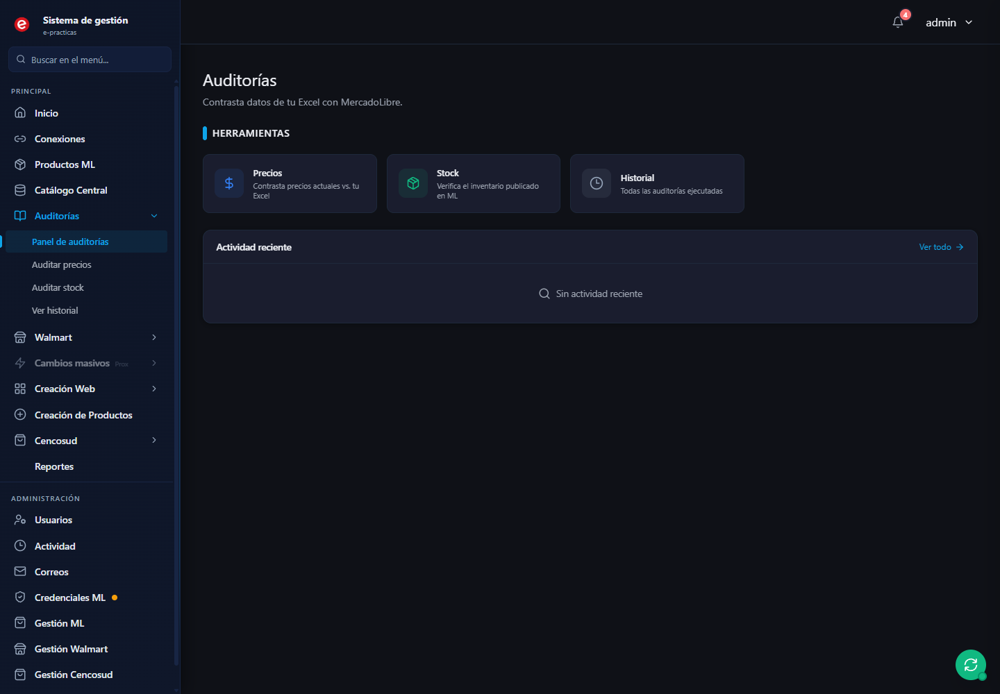 Sistema de gestión
e-practicas
Buscar en el menú...
PRINCIPAL
Inicio
Conexiones
Productos ML
Catálogo Central
Auditorías
Panel de auditorías
Auditar precios
Auditar stock
Ver historial
Walmart
Cambios masivos Prox
Creación Web
Creación de Productos
Cencosud
Reportes
ADMINISTRACIÓN
Usuarios
Actividad
Correos
Credenciales ML
Gestión ML
Gestión Walmart
Gestión Cencosud
4
admin
Auditorías
Contrasta datos de tu Excel con MercadoLibre.
HERRAMIENTAS
Precios
Contrasta precios actuales vs. tu
Excel
Stock
Verifica el inventario publicado
en ML
Historial
Todas las auditorías ejecutadas
Actividad reciente
Ver todo
Sin actividad reciente